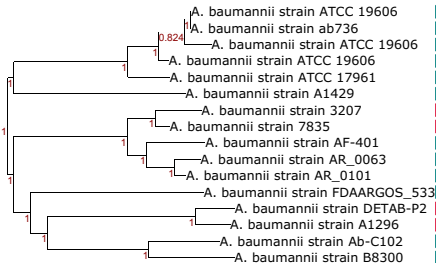 A. baumannii strain ATCC 19606
A. baumannii strain ab736
0.824
1
A. baumannii strain ATCC 19606
A. baumannii strain ATCC 19606
1
1
A. baumannii strain ATCC 17961
1
A. baumannii strain A1429
1
A. baumannii strain 3207
1
A. baumannii strain 7835
1
1
A. baumannii strain AF-401
1
A. baumannii strain AR_0063
1
A. baumannii strain AR_0101
1
A. baumannii strain FDAARGOS_533
1
A. baumannii strain DETAB-P2
1
A. baumannii strain A1296
1
A. baumannii strain Ab-C102
1
A. baumannii strain B8300